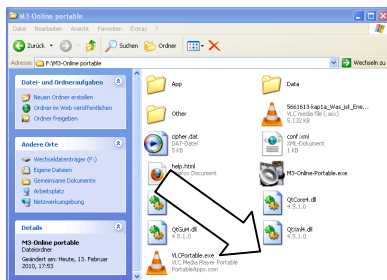 M3-Online portable
Datei Bearbeiten Ansicht Favoriten Extras ?
Zurück Suchen Ordner
Adresse F:\M3-Online portable Wechseln zu
Datei- und Ordneraufgaben
Neuen Ordner erstellen
Ordner im Web veröffentlichen
Ordner freigeben
Andere Orte
Wechseldatenträger (F:)
Eigene Dateien
Gemeinsame Dokumente
Arbeitsplatz
Netzwerkumgebung
Details
M3-Online portable
Dateiordner
Geändert am: Heute, 13. Februar
2010, 17:53
App
Data
Other
5661613-kap1a_Was_ist_Ene...
VLC media file (.asx)
5.132 KB
cipher.dat
DAT-Datei
5 KB
conf.xml
XML-Dokument
1 KB
help.html
Firefox Document
M3-Online-Portable.exe
QtCore4.dll
4.5.1.0
QtGui4.dll
4.5.1.0
QtXml4.dll
4.5.1.0
VLCPortable.exe
VLC Media Player Portable
PortableApps.com